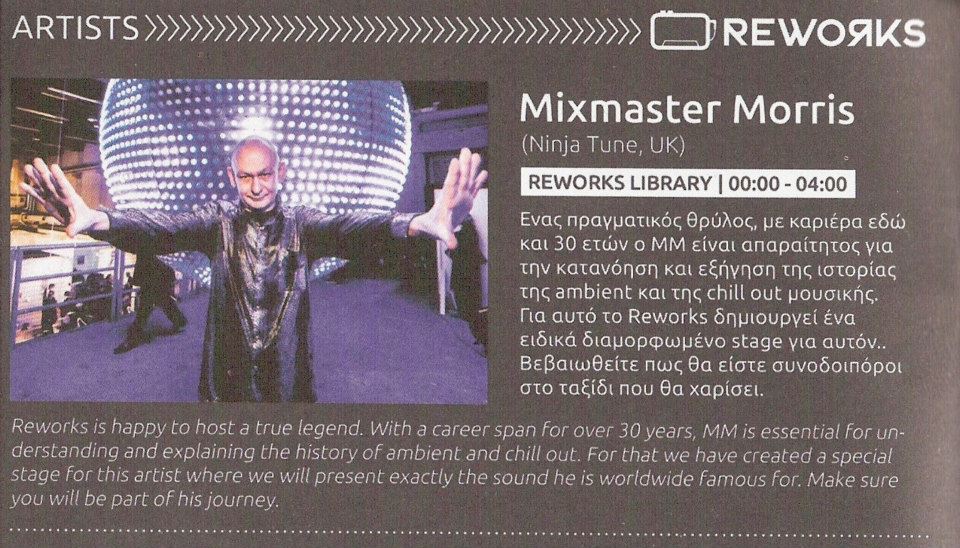 ARTISTS
REWORKS
Mixmaster Morris
(Ninja Tune, UK)
REWORKS LIBRARY | 00:00 - 04:00
Ενας πραγματικός θρύλος, με καριέρα εδώ
και 30 ετών ο ΜΜ είναι απαραίτητος για
την κατανόηση και εξήγηση της ιστορίας
της ambient και της chill out μουσικής.
Για αυτό το Reworks δημιουργεί ένα
ειδικά διαμορφωμένο stage για αυτόν..
Βεβαιωθείτε πως θα είστε συνοδοιπόροι
στο ταξίδι που θα χαρίσει.
Reworks is happy to host a true legend. With a career span for over 30 years, MM is essential for un-
derstanding and explaining the history of ambient and chill out. For that we have created a special
stage for this artist where we will present exactly the sound he is worldwide famous for. Make sure
you will be part of his journey.